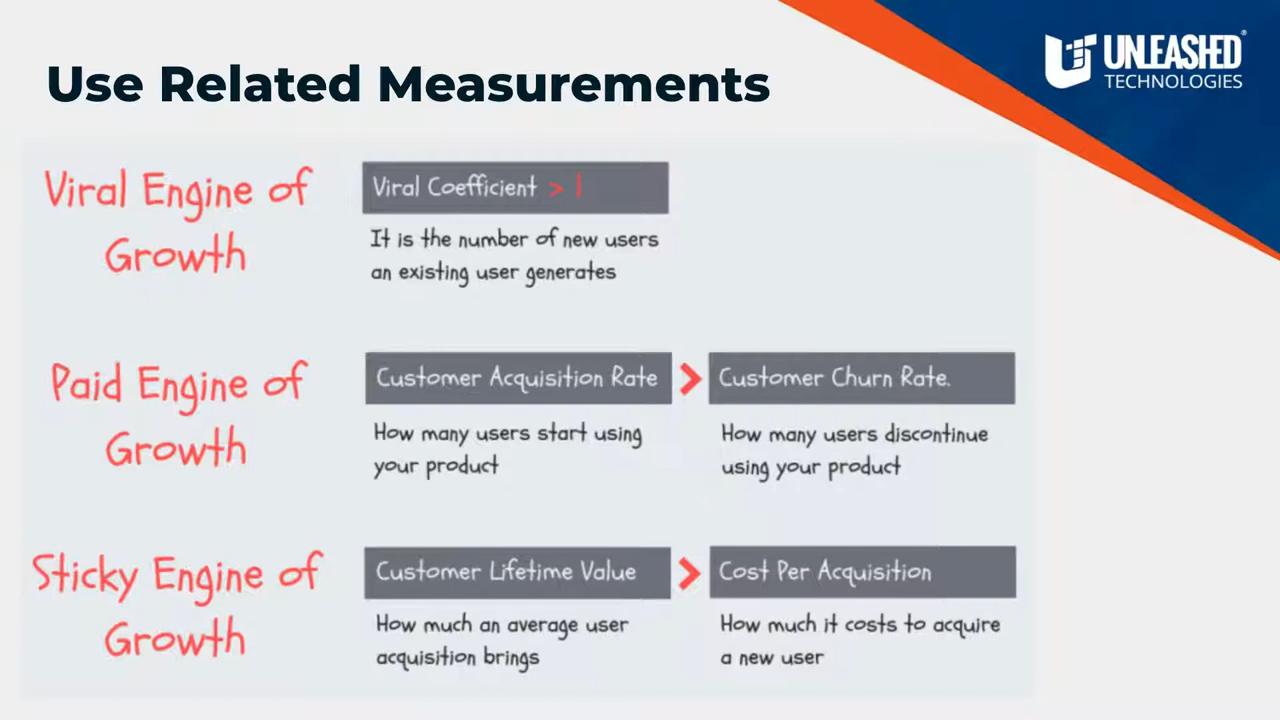 Use Related Measurements
UNLEASHED®
TECHNOLOGIES
Viral Engine of
Growth
Viral Coefficient > 1
It is the number of new users
an existing user generates
Paid Engine of
Growth
Customer Acquisition Rate > Customer Churn Rate.
How many users start using
your product
How many users discontinue
using your product
Sticky Engine of
Growth
Customer Lifetime Value > Cost Per Acquisition
How much an average user
acquisition brings
How much it costs to acquire
a new user